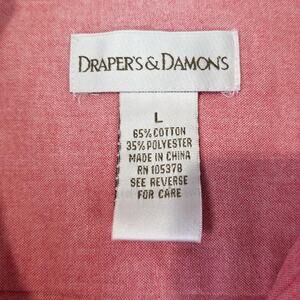 DRAPER'S & DAMON'S
L
65% COTTON
35% POLYESTER
MADE IN CHINA
RN 105378
SEE REVERSE
FOR CARE